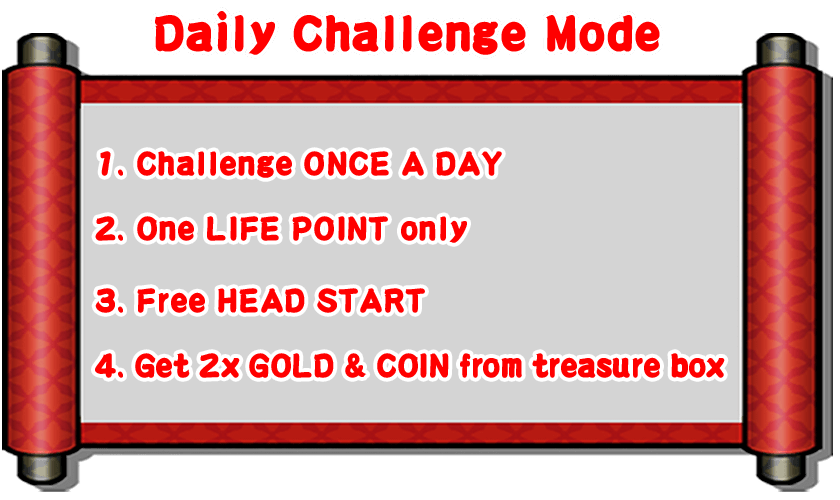 Daily Challenge Mode
1. Challenge ONCE A DAY
2. One LIFE POINT only
3. Free HEAD START
4. Get 2x GOLD & COIN from treasure box